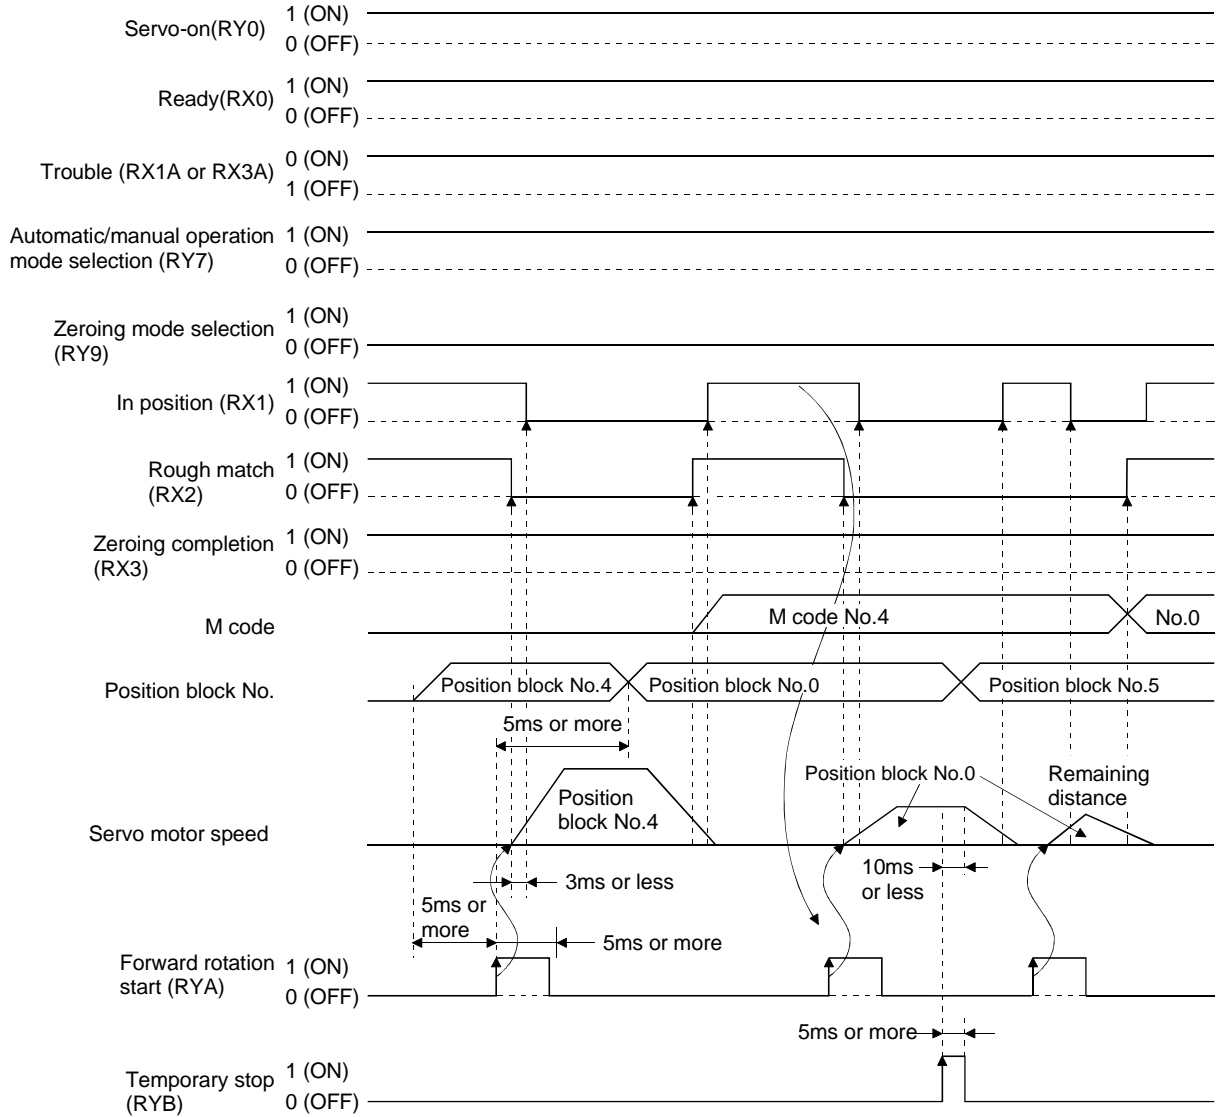 Servo-on(RY0)
1 (ON)
0 (OFF)
Ready(RX0)
1 (ON)
0 (OFF)
Trouble (RX1A or RX3A)
0 (ON)
1 (OFF)
Automatic/manual operation
mode selection (RY7)
1 (ON)
0 (OFF)
Zeroing mode selection
(RY9)
1 (ON)
0 (OFF)
In position (RX1)
1 (ON)
0 (OFF)
Rough match
(RX2)
1 (ON)
0 (OFF)
Zeroing completion
(RX3)
1 (ON)
0 (OFF)
M code
M code No.4
No.0
Position block No.
Position block No.4
Position block No.0
Position block No.5
5ms or more
Servo motor speed
Position
block No.4
Position block No.0
Remaining
distance
3ms or less
10ms
or less
5ms or
more
5ms or more
Forward rotation
start (RYA)
1 (ON)
0 (OFF)
5ms or more
Temporary stop
(RYB)
1 (ON)
0 (OFF)